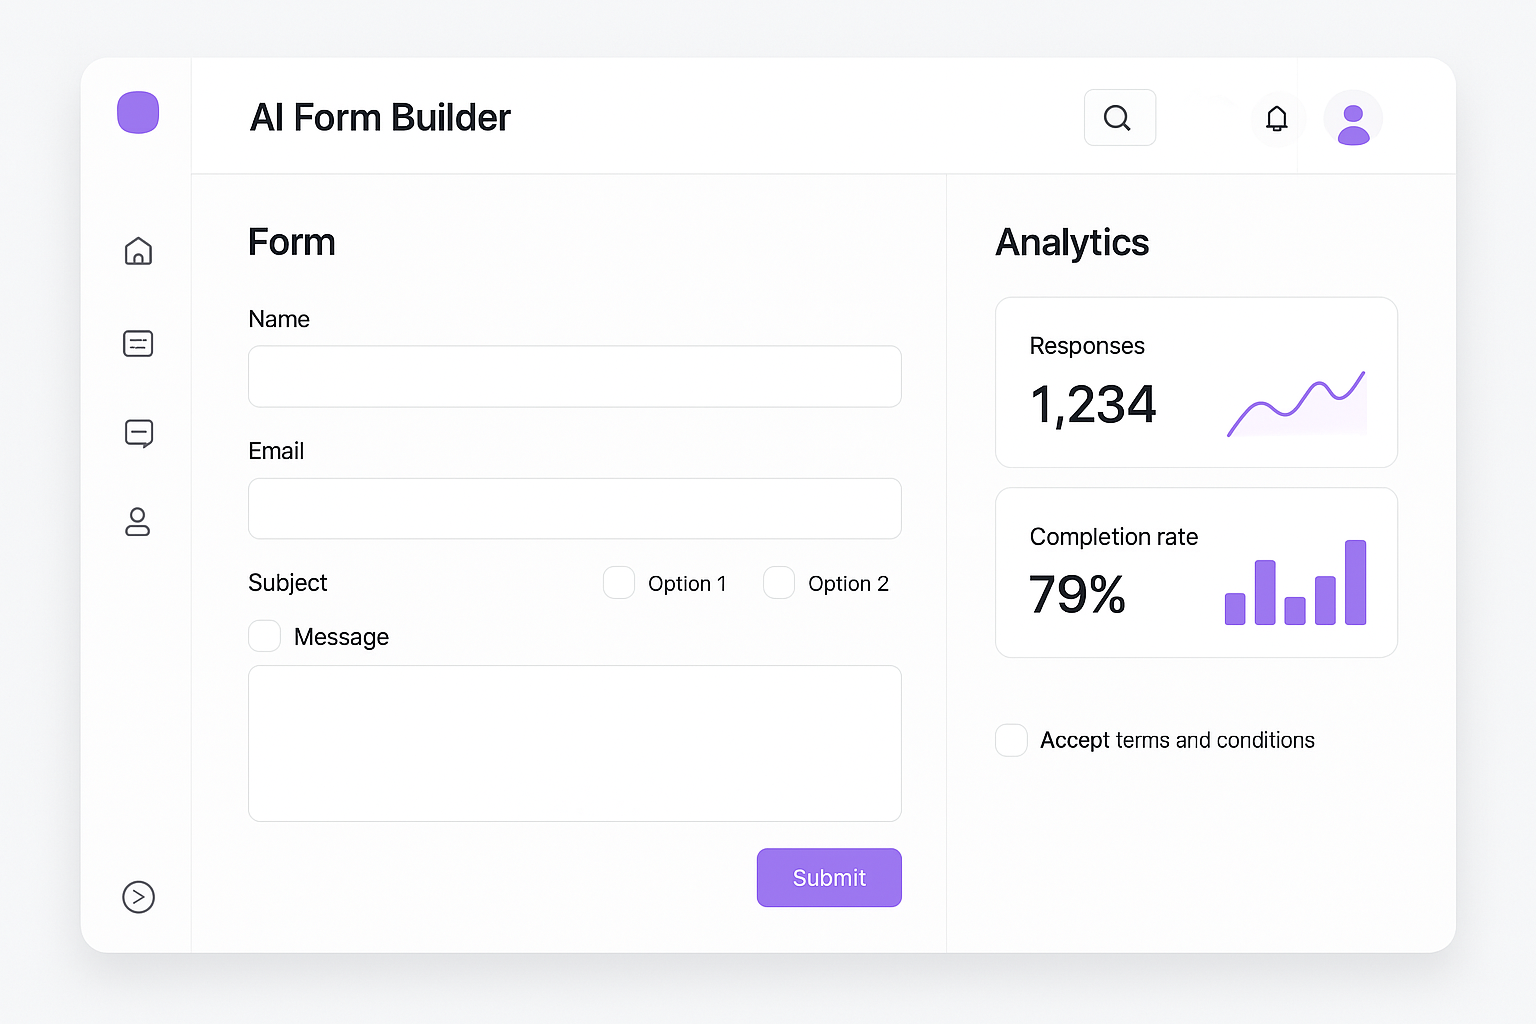 AI Form Builder
Form
Name
Email
Subject
Option 1
Option 2
Message
Submit
Analytics
Responses
1,234
Completion rate
79%
Accept terms and conditions